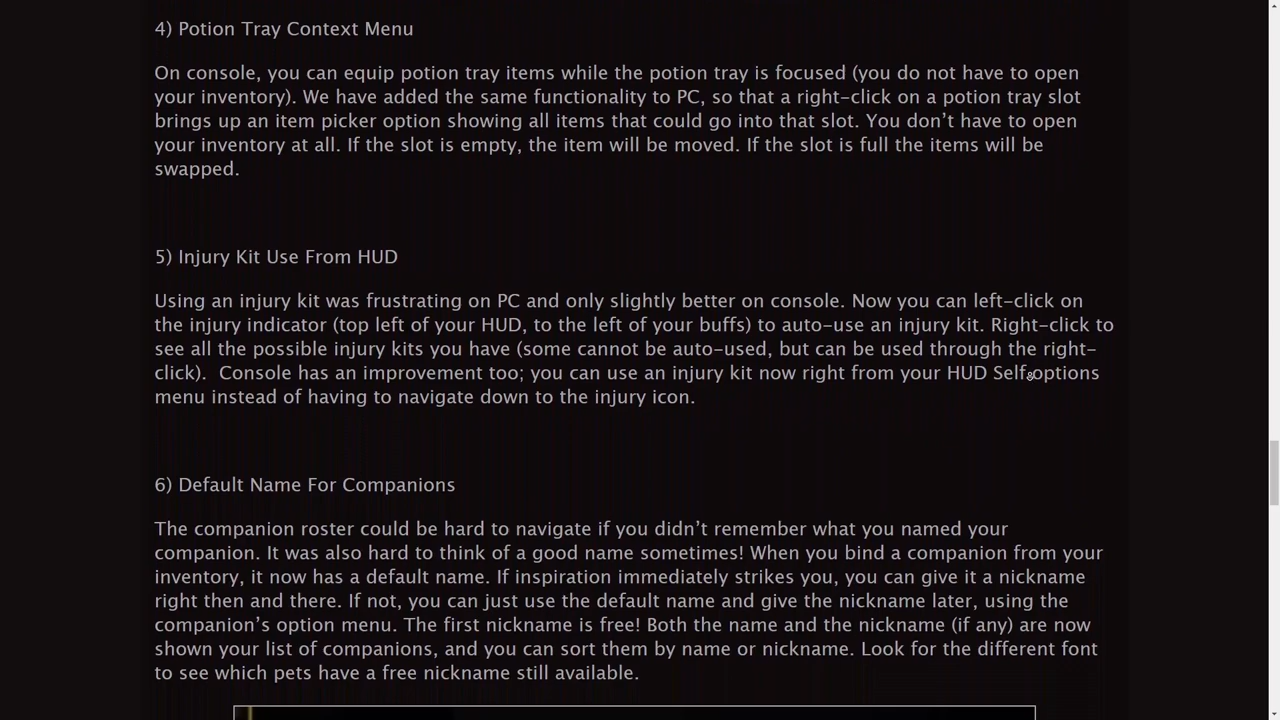 4) Potion Tray Context Menu
On console, you can equip potion tray items while the potion tray is focused (you do not have to open
your inventory). We have added the same functionality to PC, so that a right-click on a potion tray slot
brings up an item picker option showing all items that could go into that slot. You don’t have to open
your inventory at all. If the slot is empty, the item will be moved. If the slot is full the items will be
swapped.
5) Injury Kit Use From HUD
Using an injury kit was frustrating on PC and only slightly better on console. Now you can left-click on
the injury indicator (top left of your HUD, to the left of your buffs) to auto-use an injury kit. Right-click to
see all the possible injury kits you have (some cannot be auto-used, but can be used through the right-
click).  Console has an improvement too; you can use an injury kit now right from your HUD Self options
menu instead of having to navigate down to the injury icon.
6) Default Name For Companions
The companion roster could be hard to navigate if you didn’t remember what you named your
companion. It was also hard to think of a good name sometimes! When you bind a companion from your
inventory, it now has a default name. If inspiration immediately strikes you, you can give it a nickname
right then and there. If not, you can just use the default name and give the nickname later, using the
companion’s option menu. The first nickname is free! Both the name and the nickname (if any) are now
shown your list of companions, and you can sort them by name or nickname. Look for the different font
to see which pets have a free nickname still available.